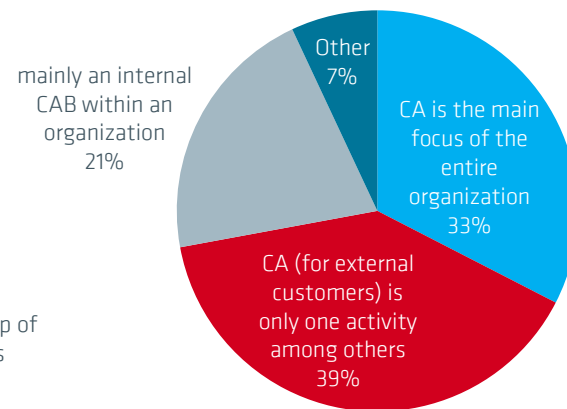 Other
7%
mainly an internal
CAB within an
organization
21%
CA is the main
focus of the
entire
organization
33%
CA (for external
customers) is
only one activity
among others
39%
of